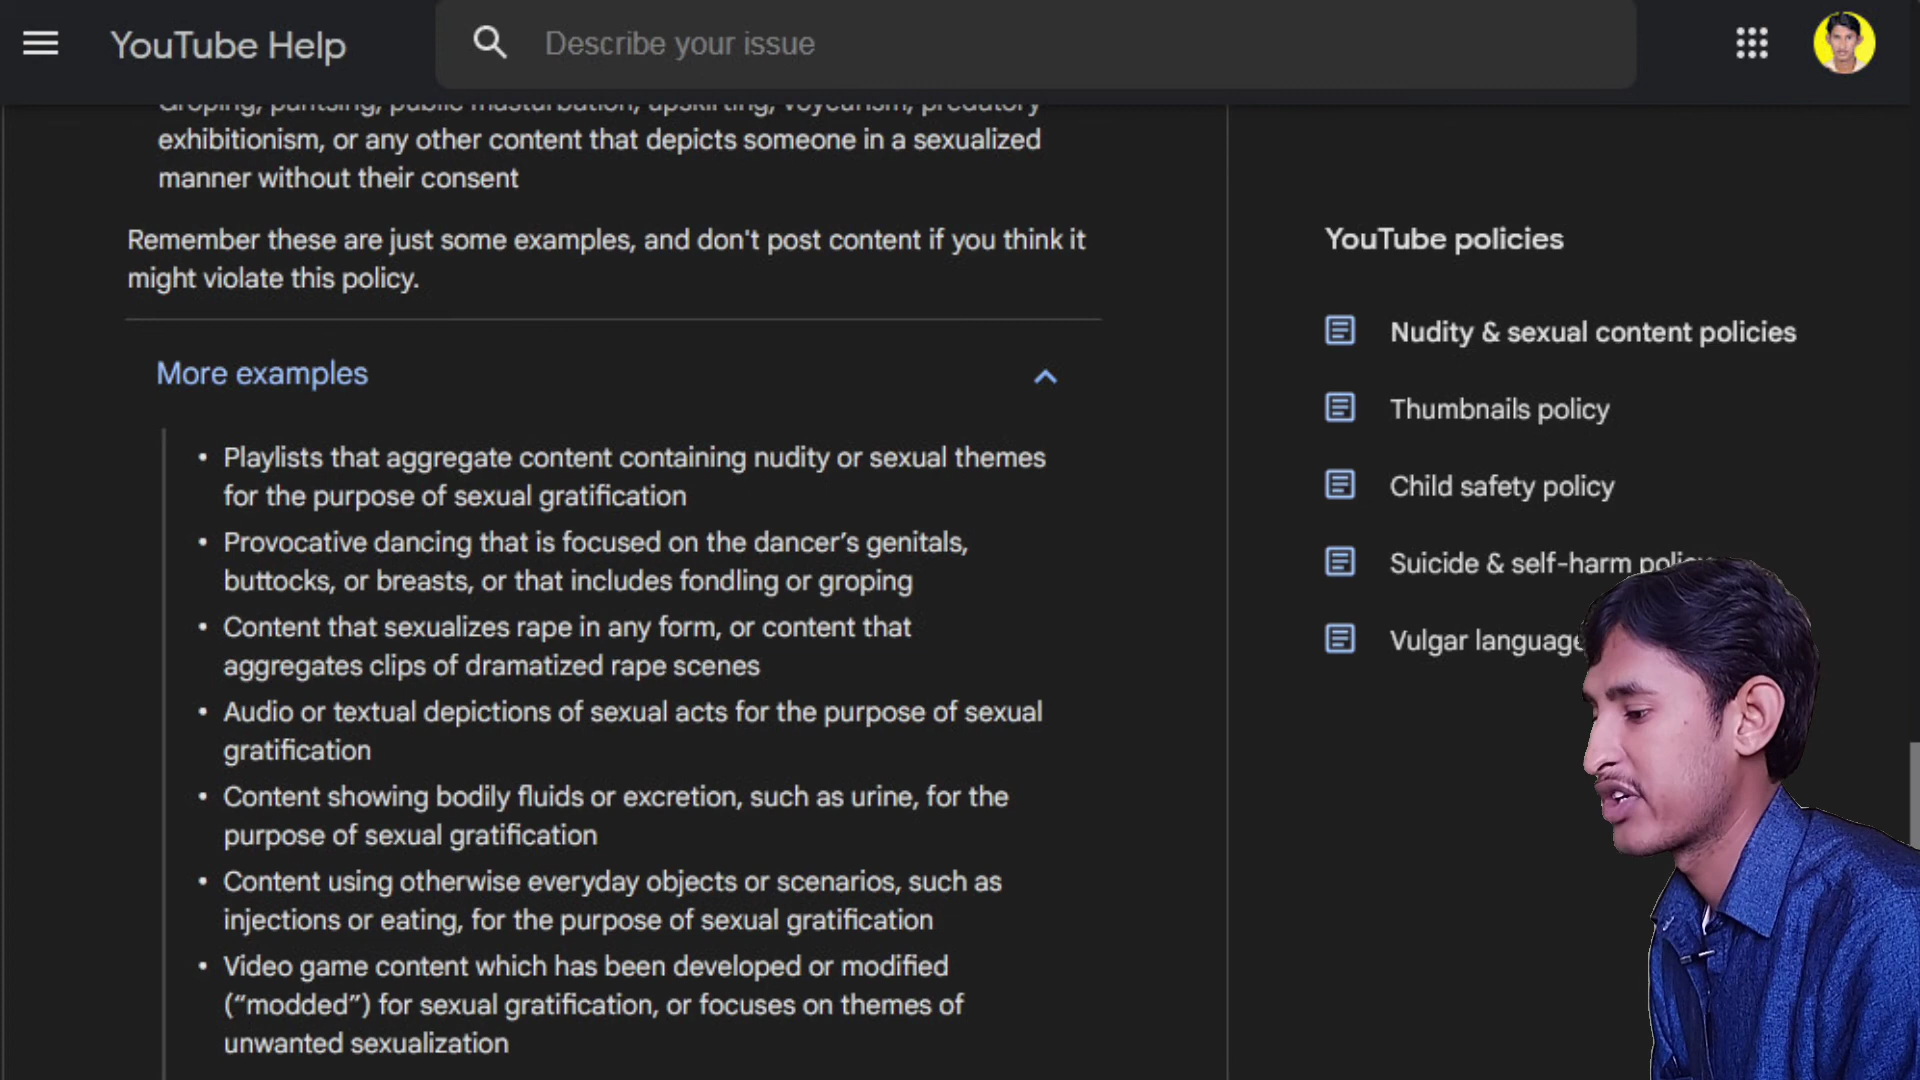 YouTube Help
Describe your issue
Groping, pantsing, public masturbation, upskirting, voyeurism, predatory
exhibitionism, or any other content that depicts someone in a sexualized
manner without their consent
Remember these are just some examples, and don't post content if you think it
might violate this policy.
More examples
• Playlists that aggregate content containing nudity or sexual themes
for the purpose of sexual gratification
• Provocative dancing that is focused on the dancer’s genitals,
buttocks, or breasts, or that includes fondling or groping
• Content that sexualizes rape in any form, or content that
aggregates clips of dramatized rape scenes
• Audio or textual depictions of sexual acts for the purpose of sexual
gratification
• Content showing bodily fluids or excretion, such as urine, for the
purpose of sexual gratification
• Content using otherwise everyday objects or scenarios, such as
injections or eating, for the purpose of sexual gratification
• Video game content which has been developed or modified
(“modded”) for sexual gratification, or focuses on themes of
unwanted sexualization
YouTube policies
Nudity & sexual content policies
Thumbnails policy
Child safety policy
Suicide & self-harm policy
Vulgar language